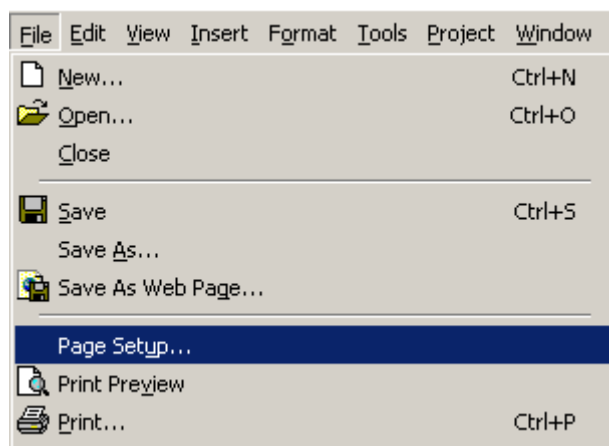 File Edit View Insert Format Tools Project Window
New... Ctrl+N
Open... Ctrl+O
Close
Save Ctrl+S
Save As...
Save As Web Page...
Page Setup...
Print Preview
Print... Ctrl+P